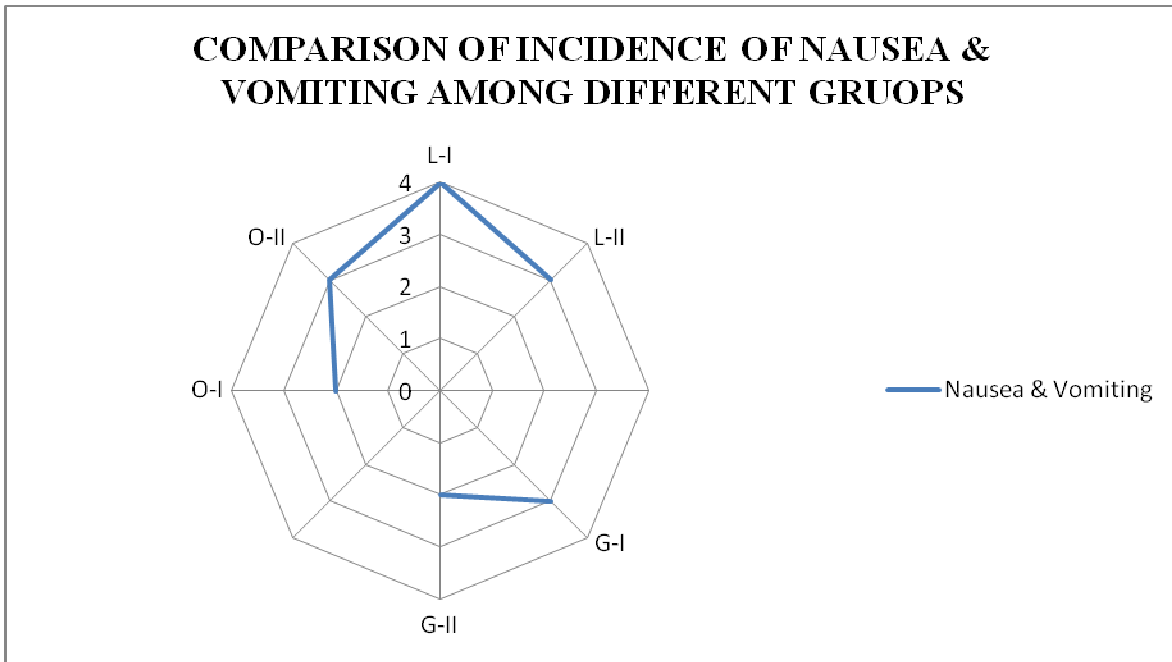 COMPARISON OF INCIDENCE OF NAUSEA &
VOMITING AMONG DIFFERENT GRUOPS
L-I
4
O-II
3
L-II
2
1
O-I
0
Nausea & Vomiting
G-I
G-II